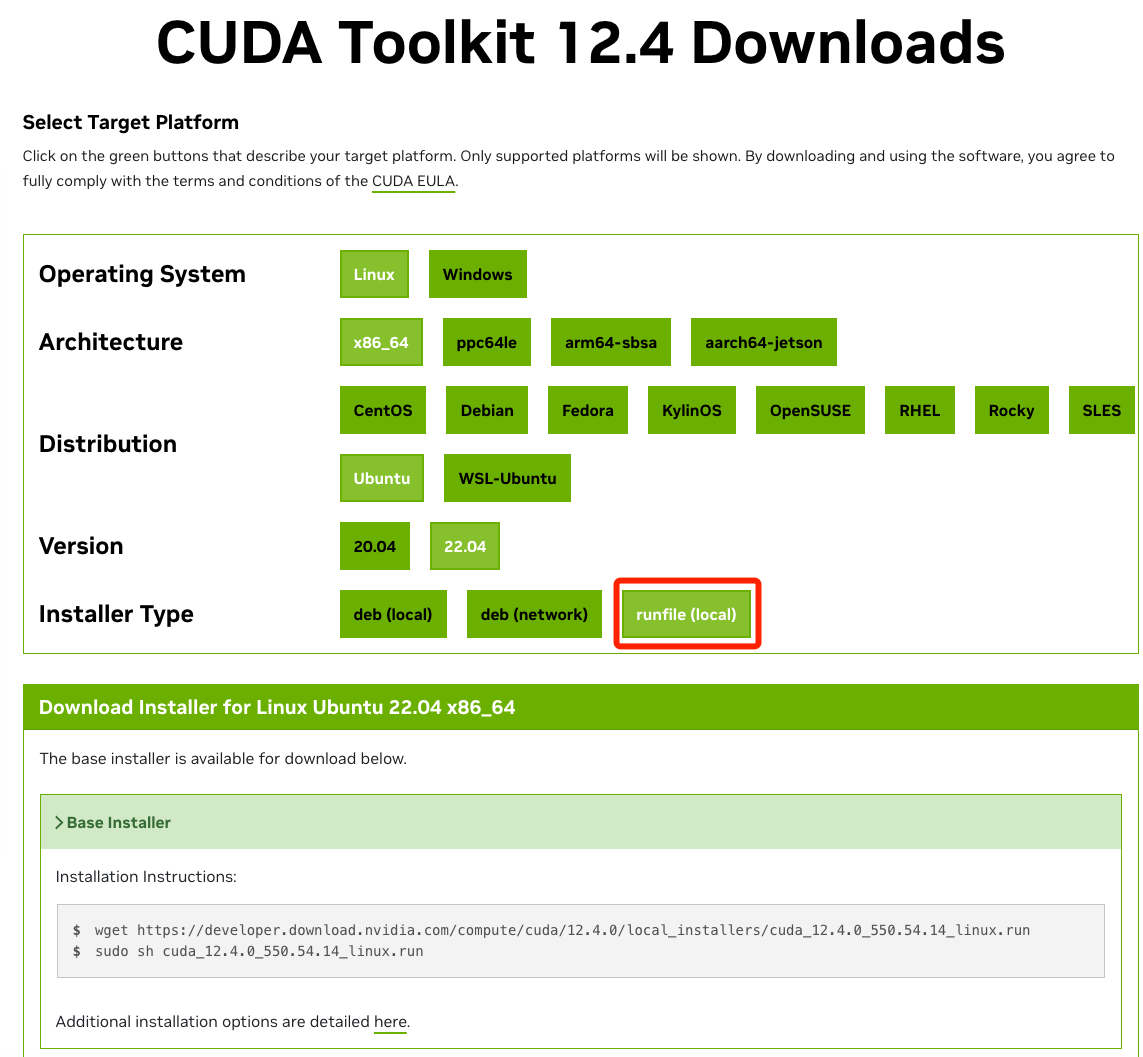 CUDA Toolkit 12.4 Downloads
Select Target Platform
Click on the green buttons that describe your target platform. Only supported platforms will be shown. By downloading and using the software, you agree to
fully comply with the terms and conditions of the CUDA EULA.
Operating System Linux Windows
Architecture x86_64 ppc64le arm64-sbsa aarch64-jetson
CentOS Debian Fedora KylinOS OpenSUSE RHEL Rocky SLES
Distribution
Ubuntu WSL-Ubuntu
Version 20.04 22.04
Installer Type deb (local) deb (network) runfile (local)
Download Installer for Linux Ubuntu 22.04 x86_64
The base installer is available for download below.
Base Installer
Installation Instructions:
$ wget https://developer.download.nvidia.com/compute/cuda/12.4.0/local_installers/cuda_12.4.0_550.54.14_linux.run
$ sudo sh cuda_12.4.0_550.54.14_linux.run
Additional installation options are detailed here.